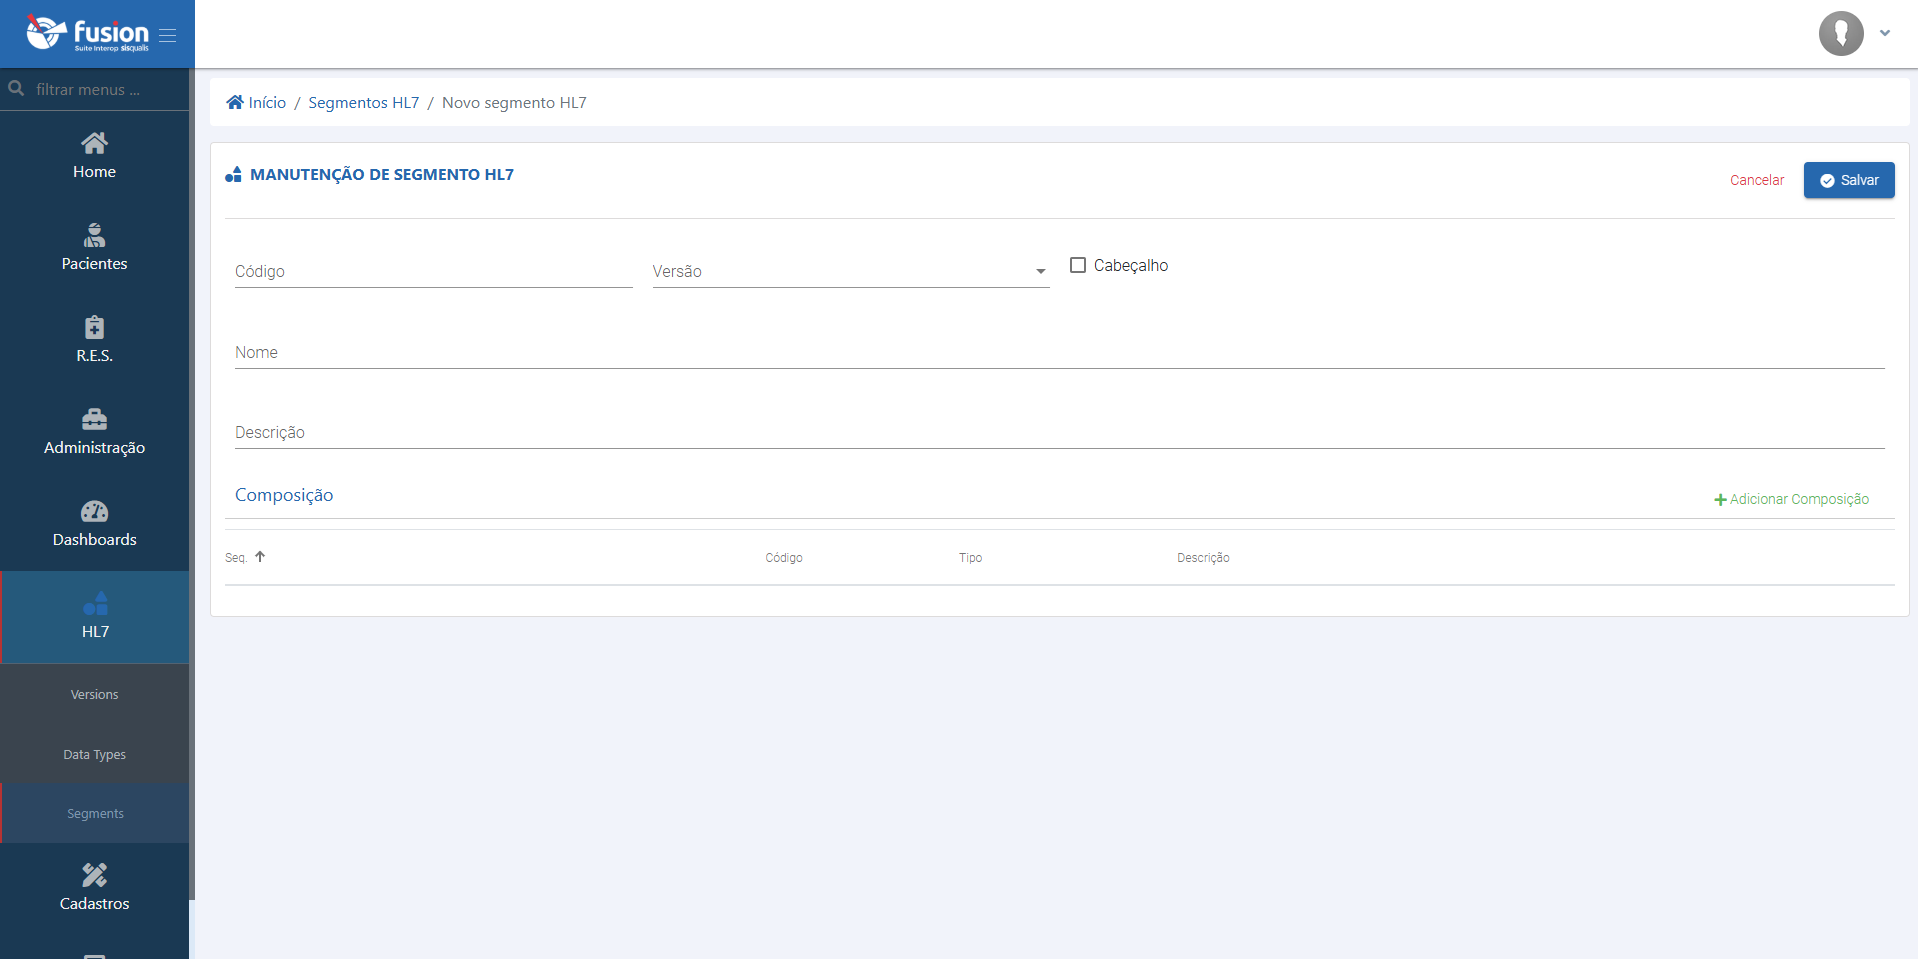 fusion
Suite Interop sisqualis
filtrar menus ...
Home
Pacientes
R.E.S.
Administração
Dashboards
HL7
Versions
Data Types
Segments
Cadastros
Início / Segmentos HL7 / Novo segmento HL7
MANUTENÇÃO DE SEGMENTO HL7
Cancelar
Salvar
Código
Versão
Cabeçalho
Nome
Descrição
Composição
Adicionar Composição
Seq. Código Tipo Descrição